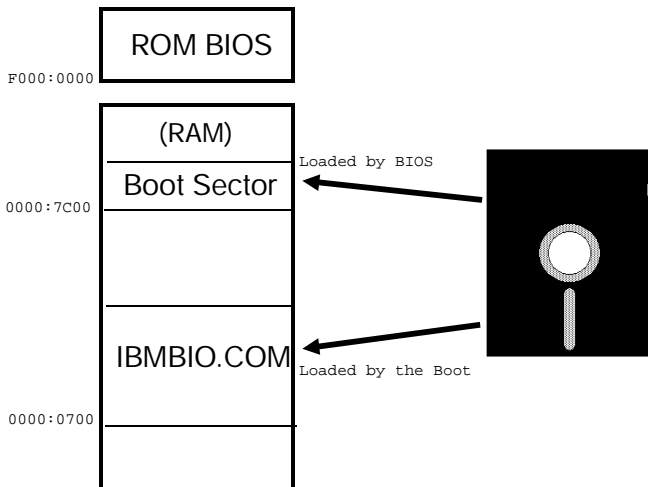 ROM BIOS
F000:0000
(RAM)
Loaded by BIOS
Boot Sector
0000:7C00
IBMBIO.COM
Loaded by the Boot
0000:0700